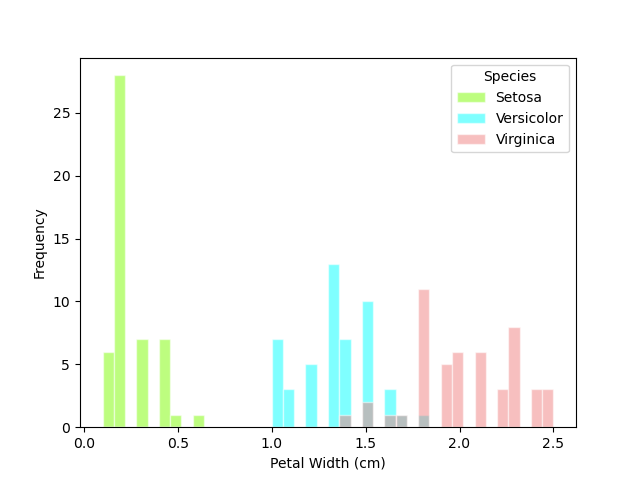 Species
Setosa
Versicolor
Virginica
Frequency
25
20
15
10
5
0
0.0 0.5 1.0 1.5 2.0 2.5
Petal Width (cm)